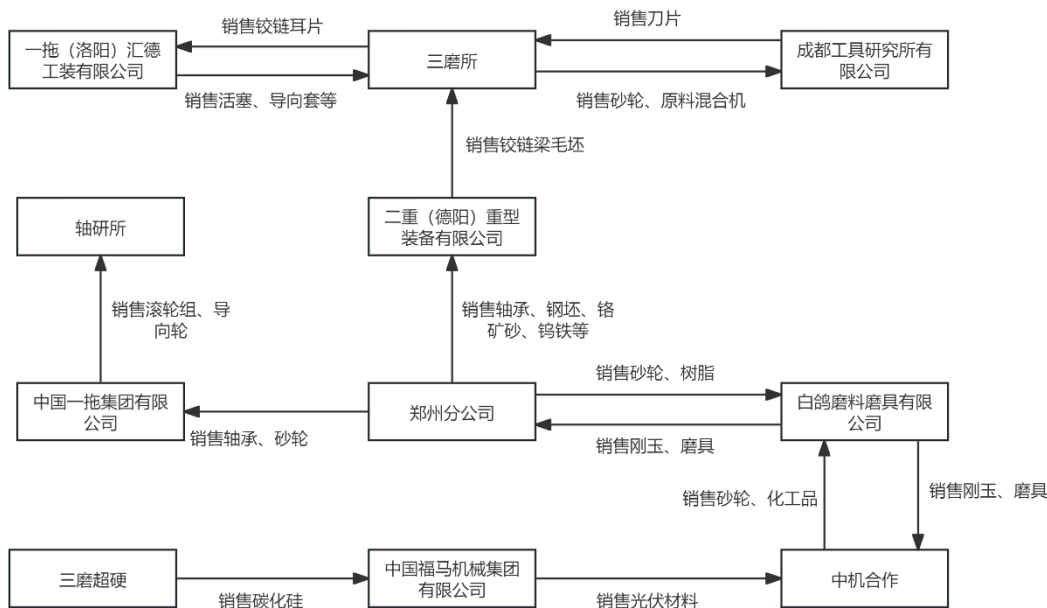 销售铰链耳片
销售刀片
一拖（洛阳）汇德
工装有限公司
三磨所
成都工具研究所有
限公司
销售活塞、导向套等
销售砂轮、原料混合机
销售铰链梁毛坯
轴研所
二重（德阳）重型
装备有限公司
销售滚轮组、导
向轮
销售轴承、钢坯、铬
矿砂、钨铁等
销售砂轮、树脂
中国一拖集团有限
公司
郑州分公司
白鸽磨料磨具有限
公司
销售轴承、砂轮
销售刚玉、磨具
销售砂轮、化工品
销售刚玉、磨具
三磨超硬
中国福马机械集团
有限公司
中机合作
销售碳化硅
销售光伏材料